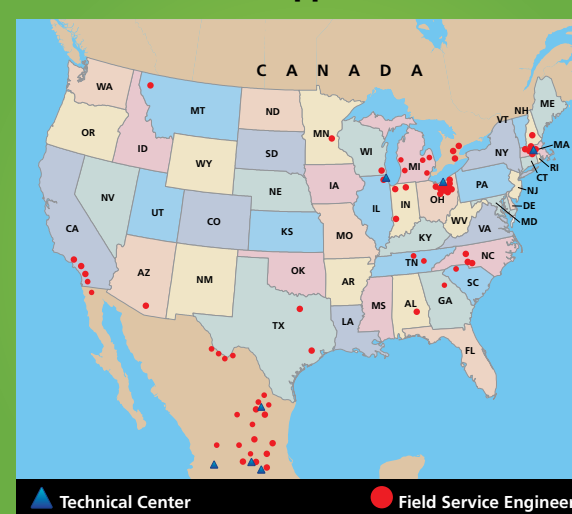 C A N A D A
WA
MT
ND
MN
ME
NH
VT
OR
ID
WY
SD
WI
MI
NY
MA
RI
CT
NV
UT
CO
NE
IA
IL
IN
OH
PA
NJ
DE
MD
WV
VA
CA
KS
MO
KY
AZ
NM
OK
AR
TN
NC
SC
TX
LA
MS
AL
GA
FL
Technical Center
Field Service Engineer